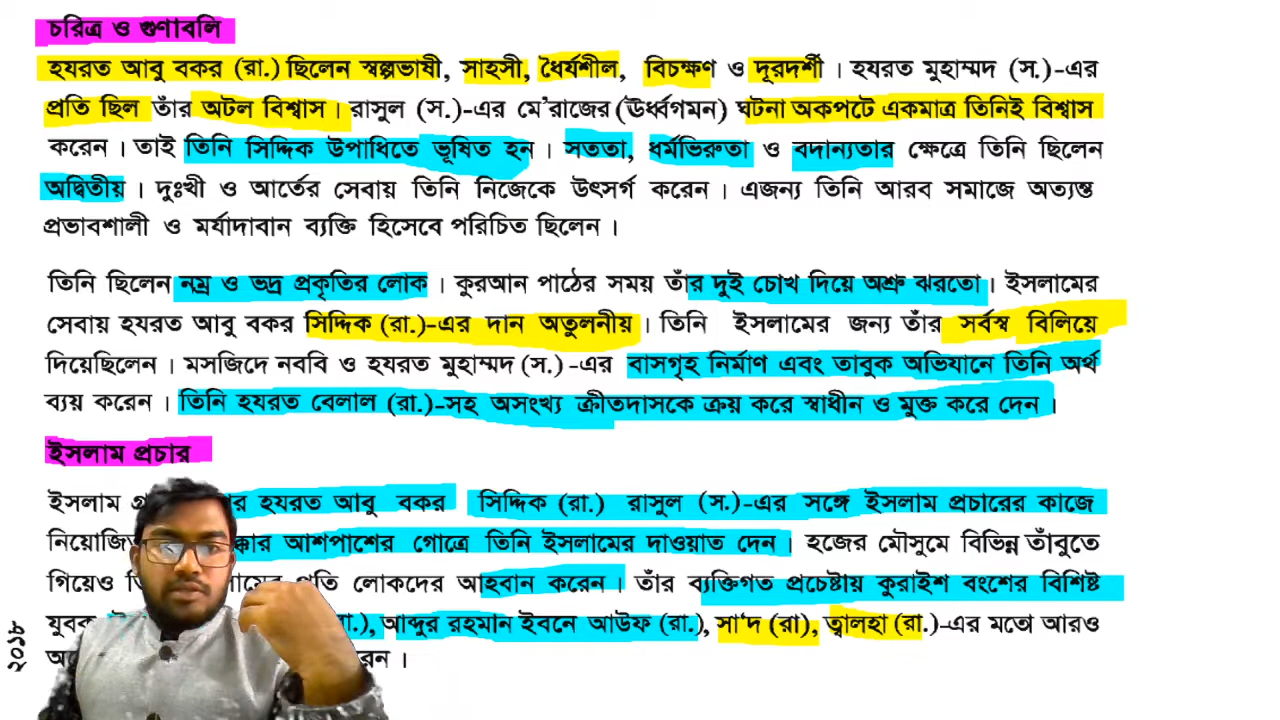 চরিত্র ও গুণাবলি
হযরত আবু বকর (রা.) ছিলেন স্বল্পভাষী, সাহসী, ধৈর্যশীল, বিচক্ষণ ও দূরদর্শী । হযরত মুহাম্মদ (স.)-এর
প্রতি ছিল তাঁর অটল বিশ্বাস । রাসুল (স.)-এর মে'রাজের (ঊর্ধ্বগমন) ঘটনা অকপটে একমাত্র তিনিই বিশ্বাস
করেন । তাই তিনি সিদ্দিক উপাধিতে ভূষিত হন । সততা, ধর্মভিরুতা ও বদান্যতার ক্ষেত্রে তিনি ছিলেন
অদ্বিতীয় । দুঃখী ও আর্তের সেবায় তিনি নিজেকে উৎসর্গ করেন । এজন্য তিনি আরব সমাজে অত্যন্ত
প্রভাবশালী ও মর্যাদাবান ব্যক্তি হিসেবে পরিচিত ছিলেন ।
তিনি ছিলেন নম্র ও ভদ্র প্রকৃতির লোক । কুরআন পাঠের সময় তাঁর দুই চোখ দিয়ে অশ্রু ঝরতো । ইসলামের
সেবায় হযরত আবু বকর সিদ্দিক (রা.)-এর দান অতুলনীয় । তিনি ইসলামের জন্য তাঁর সর্বস্ব বিলিয়ে
দিয়েছিলেন । মসজিদে নববি ও হযরত মুহাম্মদ (স.) -এর বাসগৃহ নির্মাণ এবং তাবুক অভিযানে তিনি অর্থ
ব্যয় করেন । তিনি হযরত বেলাল (রা.)-সহ অসংখ্য ক্রীতদাসকে ক্রয় করে স্বাধীন ও মুক্ত করে দেন ।
ইসলাম প্রচার
ইসলাম হযরত আবু বকর সিদ্দিক (রা.) রাসুল (স.)-এর সঙ্গে ইসলাম প্রচারের কাজে
আশপাশের গোত্রে তিনি ইসলামের দাওয়াত দেন । হজের মৌসুমে বিভিন্ন তাঁবুতে
গিয়েও প্রতি লোকদের আহবান করেন । তাঁর ব্যক্তিগত প্রচেষ্টায় কুরাইশ বংশের বিশিষ্ট
যুবক আব্দুর রহমান ইবনে আউফ (রা.), সা'দ (রা), ত্বালহা (রা.)-এর মতো আরও
২০১৮